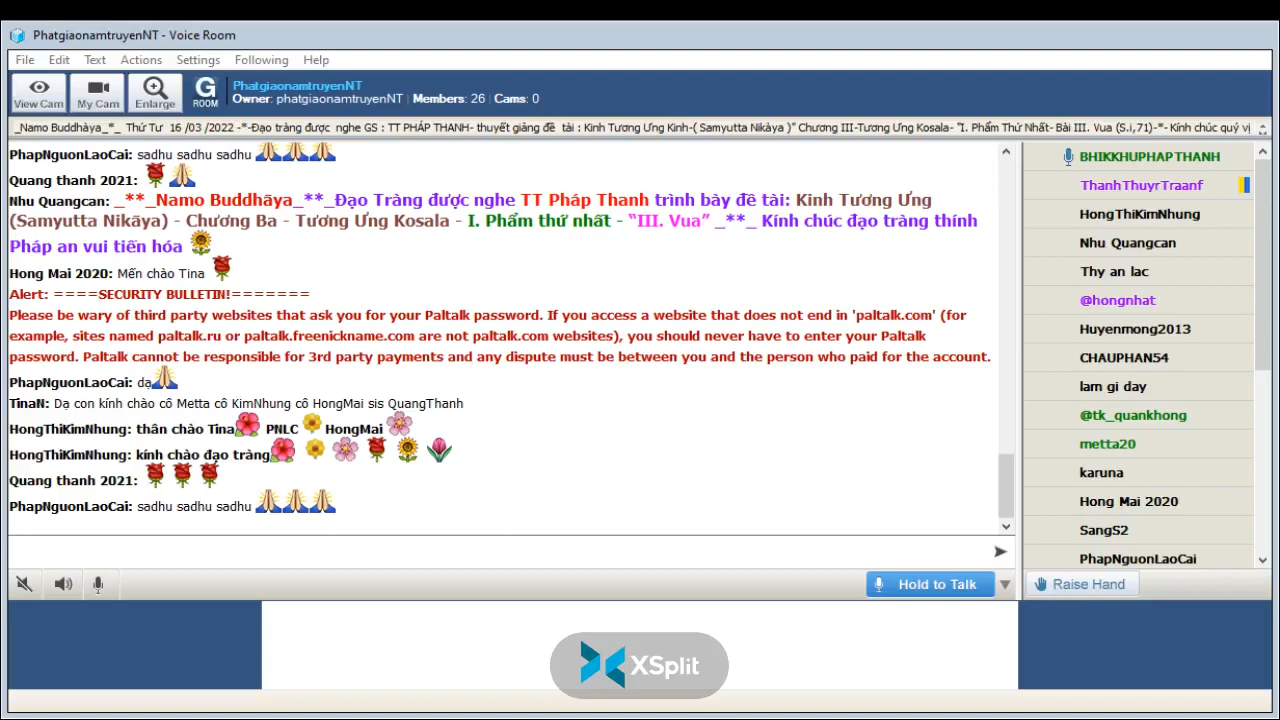 PhatgiaonamtruyenNT - Voice Room
File Edit Text Actions Settings Following Help
View Cam My Cam Enlarge G ROOM
PhatgiaonamtruyenNT
Owner: phatgiaonamtruyenNT | Members: 26 | Cams: 0
_Namo Buddhàya_*_ Thứ Tư 16 /03 /2022 -*-Đạo tràng được nghe GS : TT PHÁP THANH- thuyết giảng đề tài : Kinh Tương Ưng Kinh-( Samyutta Nikàya )" Chương III-Tương Ưng Kosala- "I. Phẩm Thứ Nhất- Bài III. Vua (S.i,71)-*- Kính chúc quý vị
PhapNguonLaoCai: sadhu sadhu sadhu
Quang thanh 2021:
Nhu Quangcan: _**_Namo Buddhāya_**_Đạo Tràng được nghe TT Pháp Thanh trình bày đề tài: Kinh Tương Ưng
(Samyutta Nikāya) - Chương Ba - Tương Ưng Kosala - I. Phẩm thứ nhất - “III. Vua” _**_ Kính chúc đạo tràng thính
Pháp an vui tiến hóa
Hong Mai 2020: Mến chào Tina
Alert: ====SECURITY BULLETIN!=======
Please be wary of third party websites that ask you for your Paltalk password. If you access a website that does not end in 'paltalk.com' (for
example, sites named paltalk.ru or paltalk.freenickname.com are not paltalk.com websites), you should never have to enter your Paltalk
password. Paltalk cannot be responsible for 3rd party payments and any dispute must be between you and the person who paid for the account.
PhapNguonLaoCai: dạ
TinaN: Dạ con kính chào cô Metta cô KimNhung cô HongMai sis QuangThanh
HongThiKimNhung: thân chào Tina PNLC HongMai
HongThiKimNhung: kính chào đạo tràng
Quang thanh 2021:
PhapNguonLaoCai: sadhu sadhu sadhu
Hold to Talk
BHIKKHUPHAPTHANH
ThanhThuyrTraanf
HongThiKimNhung
Nhu Quangcan
Thy an lac
@hongnhat
Huyenmong2013
CHAUPHAN54
lam gi day
@tk_quankhong
metta20
karuna
Hong Mai 2020
SangS2
PhapNguonLaoCai
Raise Hand
XSplit